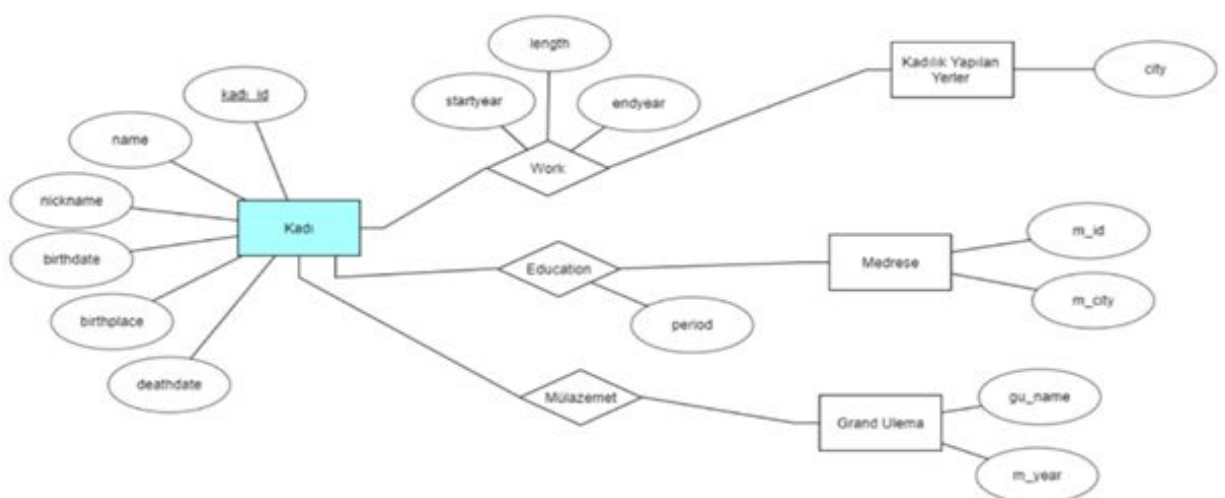 length
Kadılık Yapılan
Yerler
city
kadı_id
startyear
endyear
name
Work
nickname
Kadı
m_id
birthdate
Education
Medrese
m_city
birthplace
period
deathdate
Mülazemet
gu_name
Grand Ulema
m_year